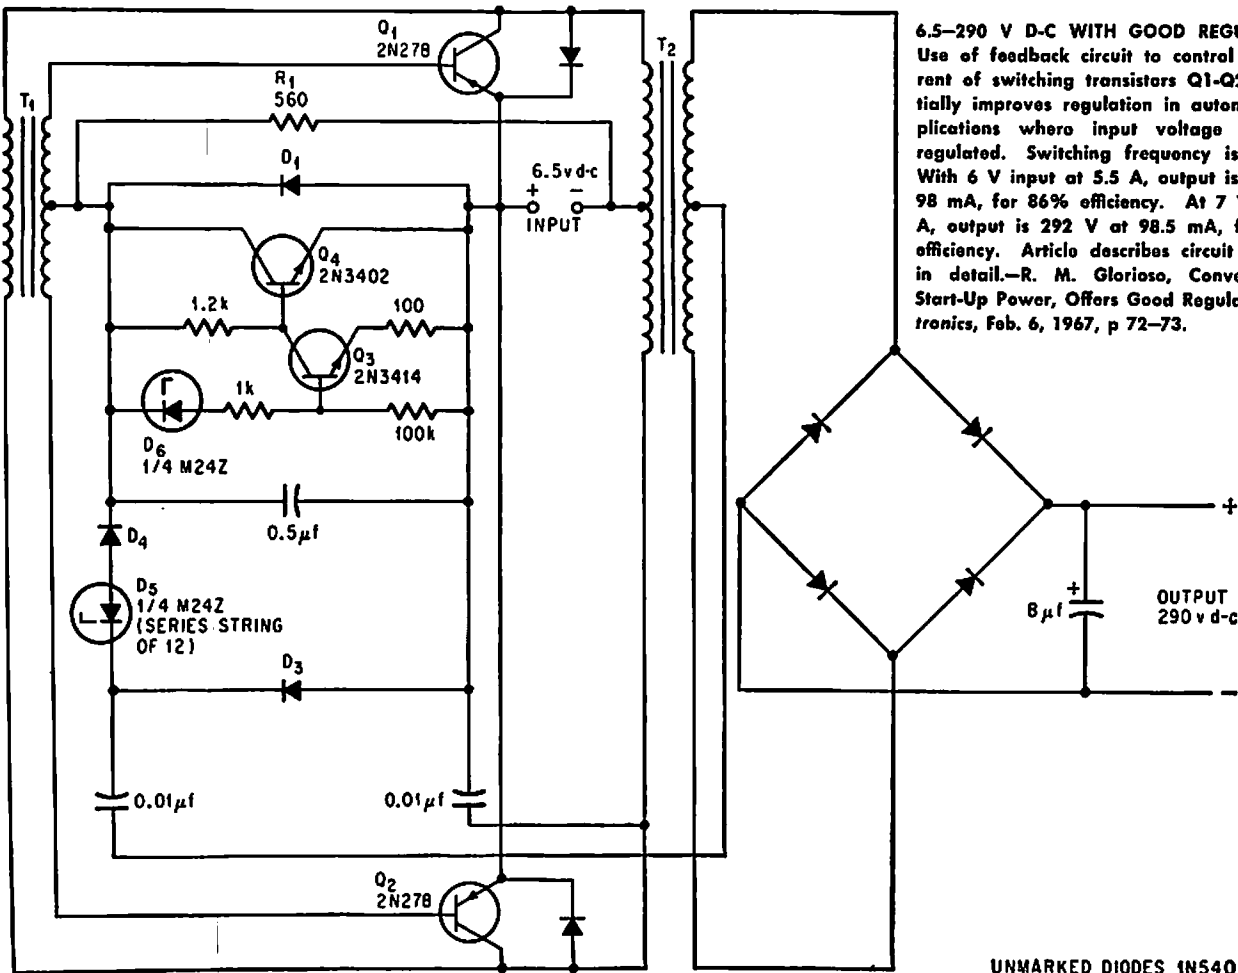 6.5–290 V D-C WITH GOOD REGU
Use of feedback circuit to control
rent of switching transistors Q1-Q
tially improves regulation in auto
plications where input voltage
regulated. Switching frequency is
With 6 V input at 5.5 A, output is
98 mA, for 86% efficiency. At 7
A, output is 292 V at 98.5 mA,
efficiency. Article describes circuit
in detail.—R. M. Glorioso, Conve
Start-Up Power, Offers Good Regula
tronics, Feb. 6, 1967, p 72–73.
Q1
2N278
T2
R1
560
T1
D1
6.5v d-c
+ −
INPUT
Q4
2N3402
1.2k
100
Q3
2N3414
1k
100k
D6
1/4 M24Z
0.5µf
D4
D5
1/4 M24Z
(SERIES STRING
OF 12)
D3
+
+
8µf
OUTPUT
290 v d-c
−
0.01µf
0.01µf
Q2
2N278
UNMARKED DIODES 1N540